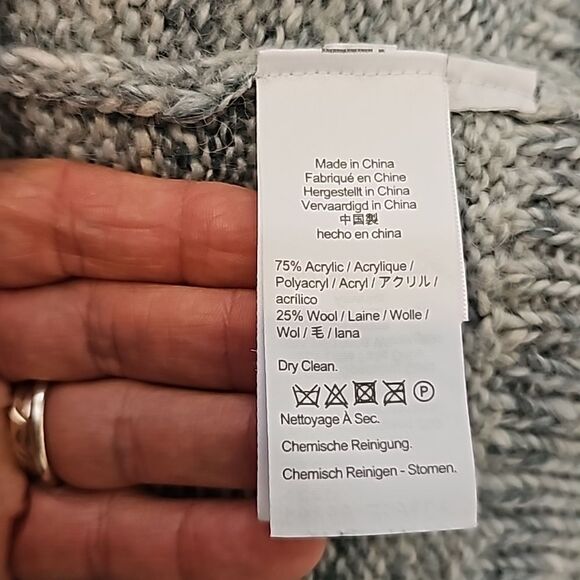 Made in China
Fabriqué en Chine
Hergestellt in China
Vervaardigd in China
中国製
hecho en china
75% Acrylic / Acrylique /
Polyacryl / Acryl / アクリル /
acrílico
25% Wool / Laine / Wolle /
Wol / 毛 / lana
Dry Clean.
P
Nettoyage À Sec.
Chemische Reinigung.
Chemisch Reinigen - Stomen.